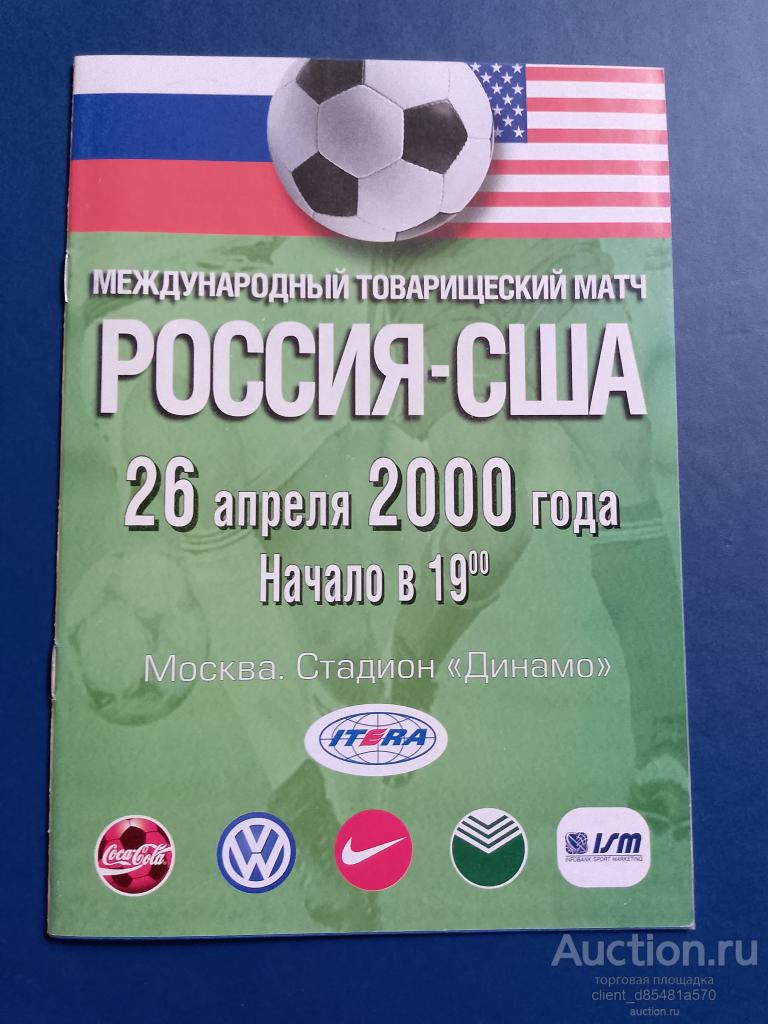 МЕЖДУНАРОДНЫЙ ТОВАРИЩЕСКИЙ МАТЧ
РОССИЯ-США
26 апреля 2000 года
Начало в 19⁰⁰
Москва. Стадион «Динамо»
ITERA
Coca-Cola
VW
ISM
INFOBANK SPORT MARKETING
Auction.ru
торговая площадка
client_d85481a570
auction.ru